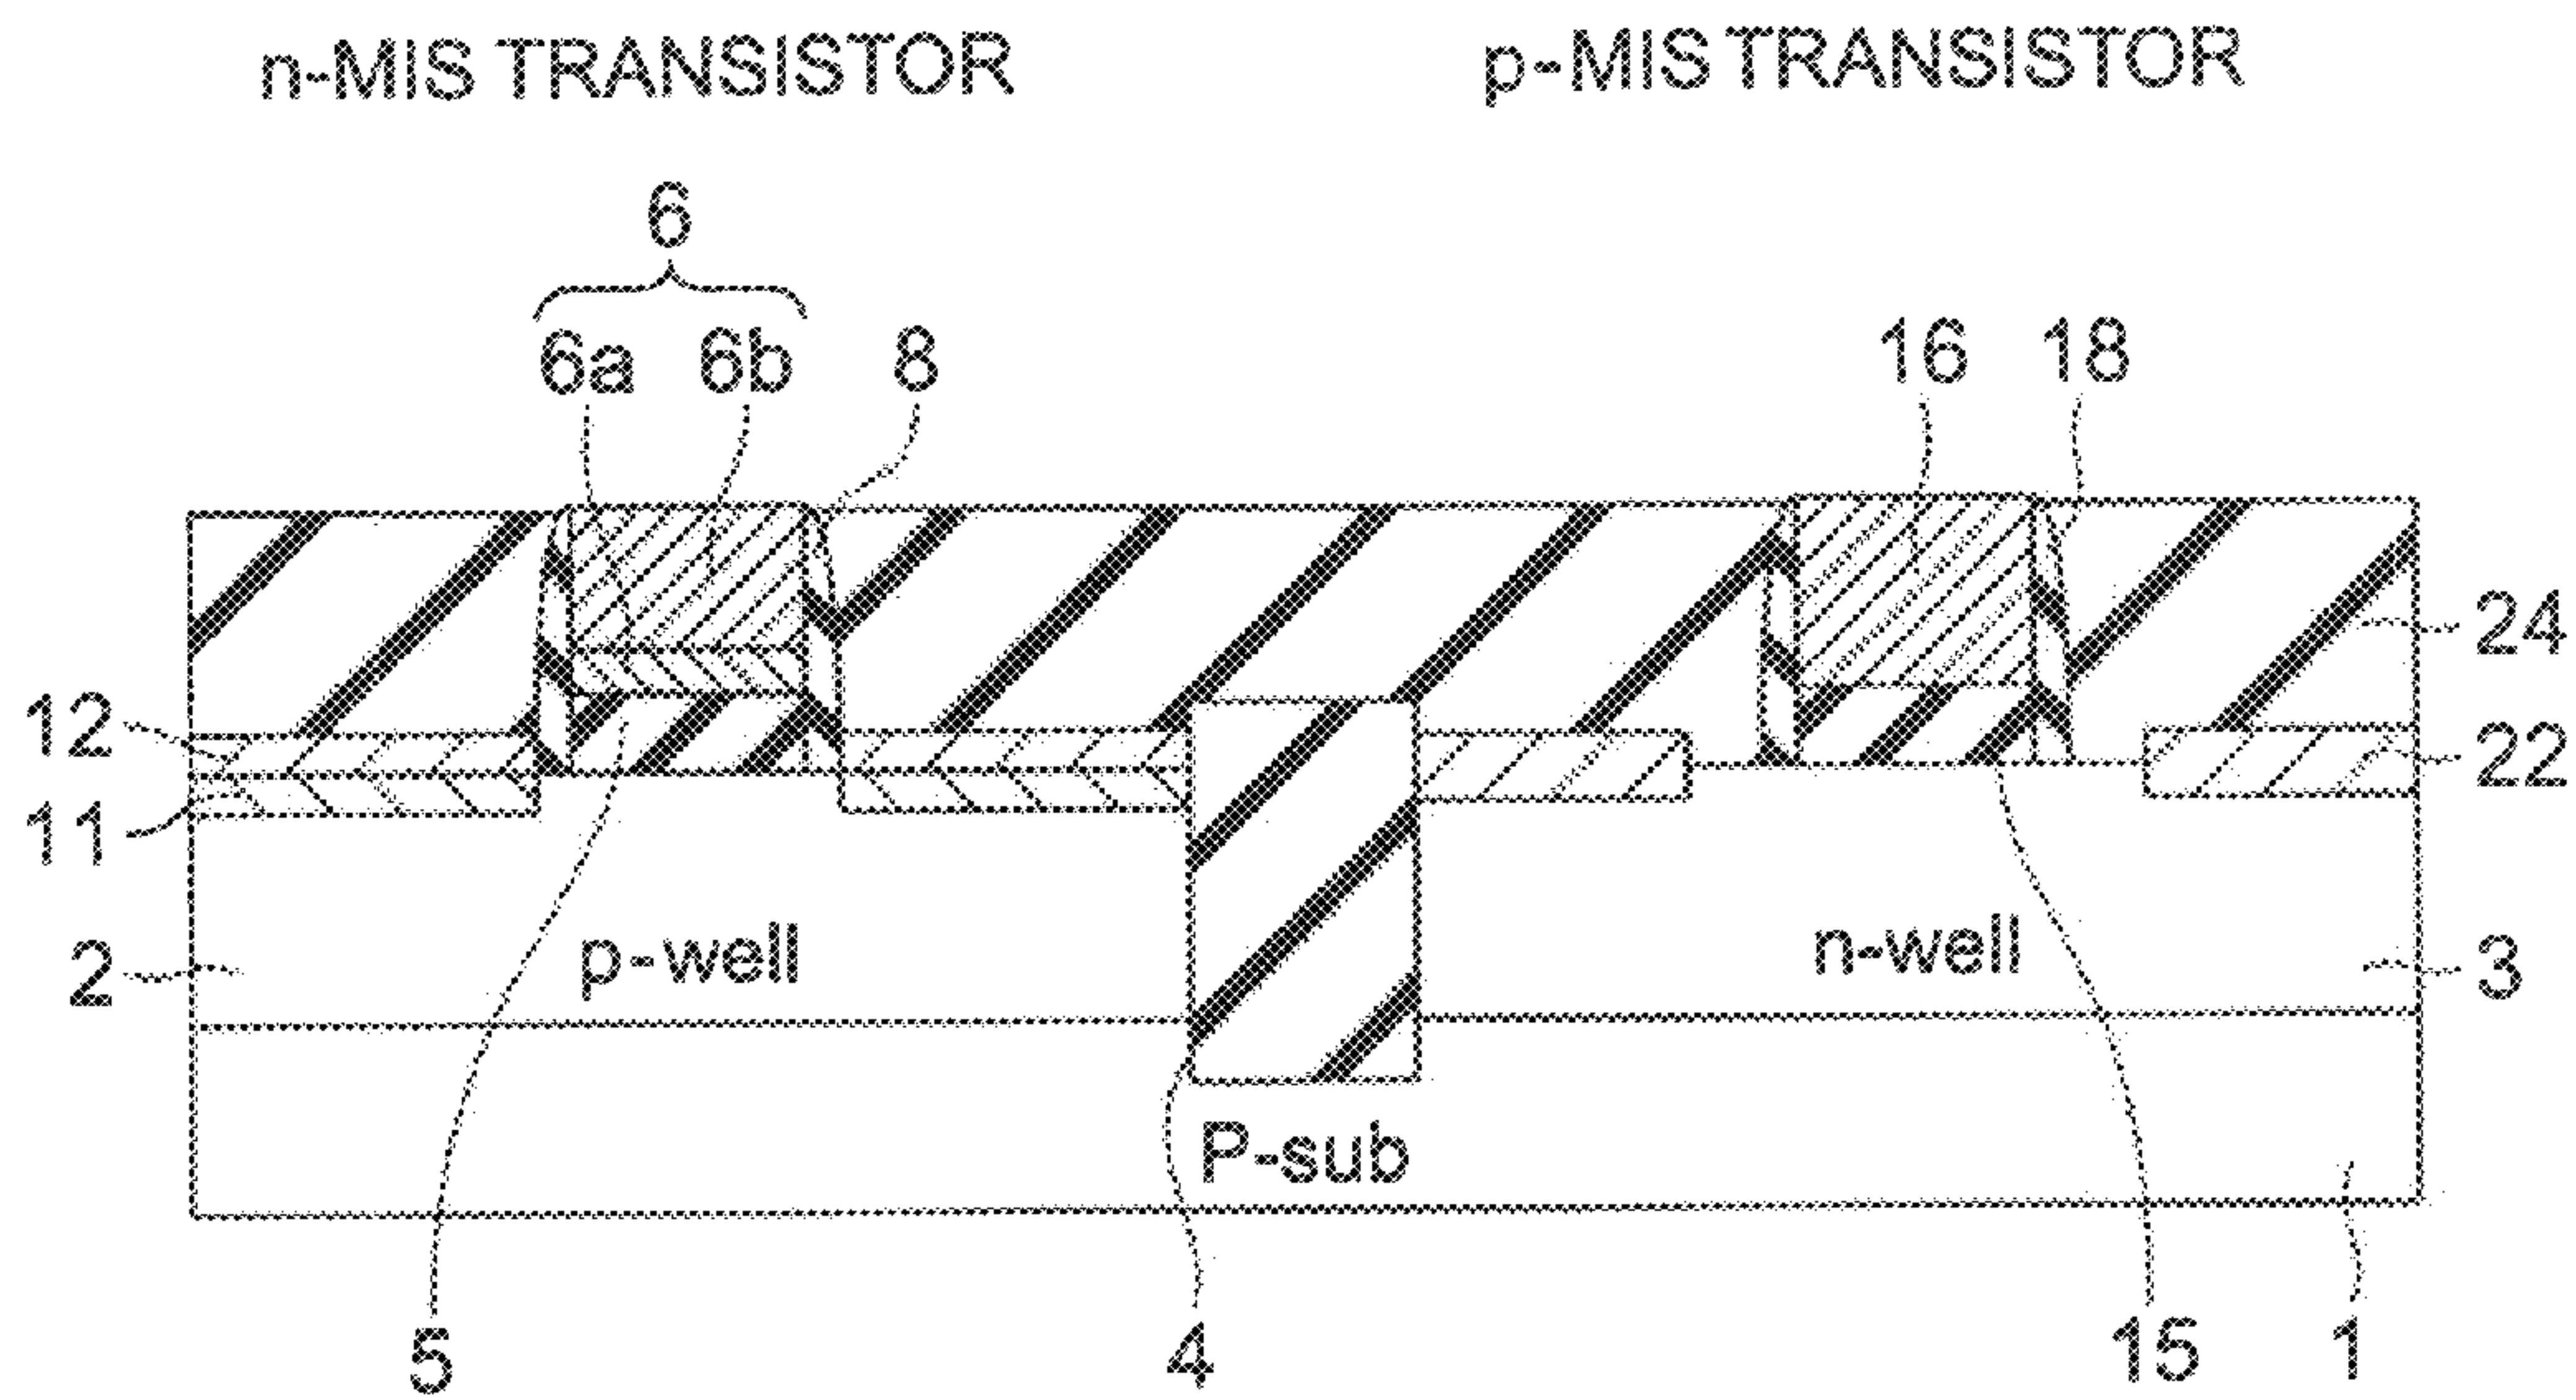 n-MIS TRANSISTOR
p-MIS TRANSISTOR
6
6a
6b
8
16
18
24
12
22
11
p-well
n-well
2
3
P-sub
5
4
15
1